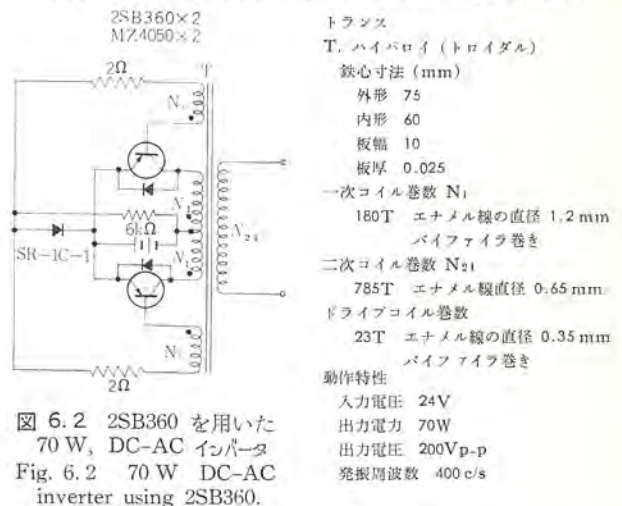 2SB360×2
MZ4050×2
2Ω
T
N₁
6kΩ
SR-1C-1
N₁
N₂₁
2Ω
図 6.2 2SB360 を用いた
70 W, DC-AC インバータ
Fig. 6.2 70 W DC-AC
inverter using 2SB360.
トランス
T. ハイパロイ (トロイダル)
鉄心寸法 (mm)
外形 75
内形 60
板幅 10
板厚 0.025
一次コイル巻数 N₁
180T エナメル線の直径 1.2 mm
バイファイラ巻き
二次コイル巻数 N₂₁
785T エナメル線直径 0.65 mm
ドライブコイル巻数
23T エナメル線の直径 0.35 mm
バイファイラ巻き
動作特性
入力電圧 24V
出力電力 70W
出力電圧 200Vp-p
発振周波数 400 c/s